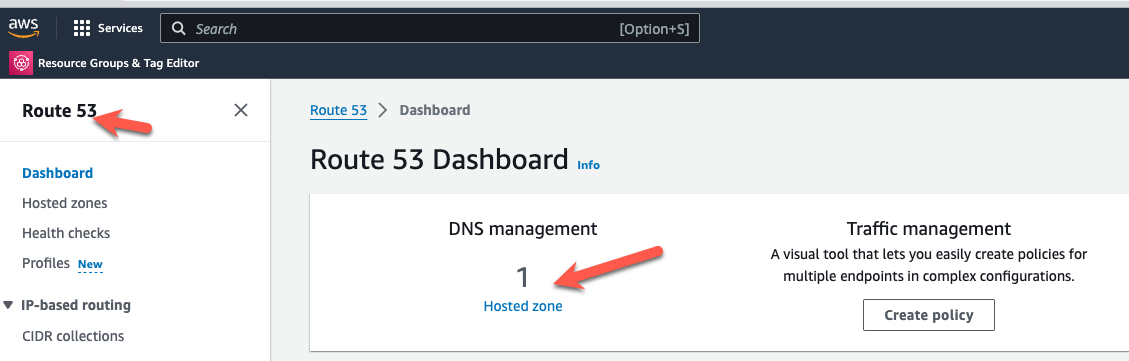 aws
Services
Search
[Option+S]
Resource Groups & Tag Editor
Route 53
Dashboard
Hosted zones
Health checks
Profiles New
IP-based routing
CIDR collections
Route 53 > Dashboard
Route 53 Dashboard Info
DNS management
1
Hosted zone
Traffic management
A visual tool that lets you easily create policies for
multiple endpoints in complex configurations.
Create policy